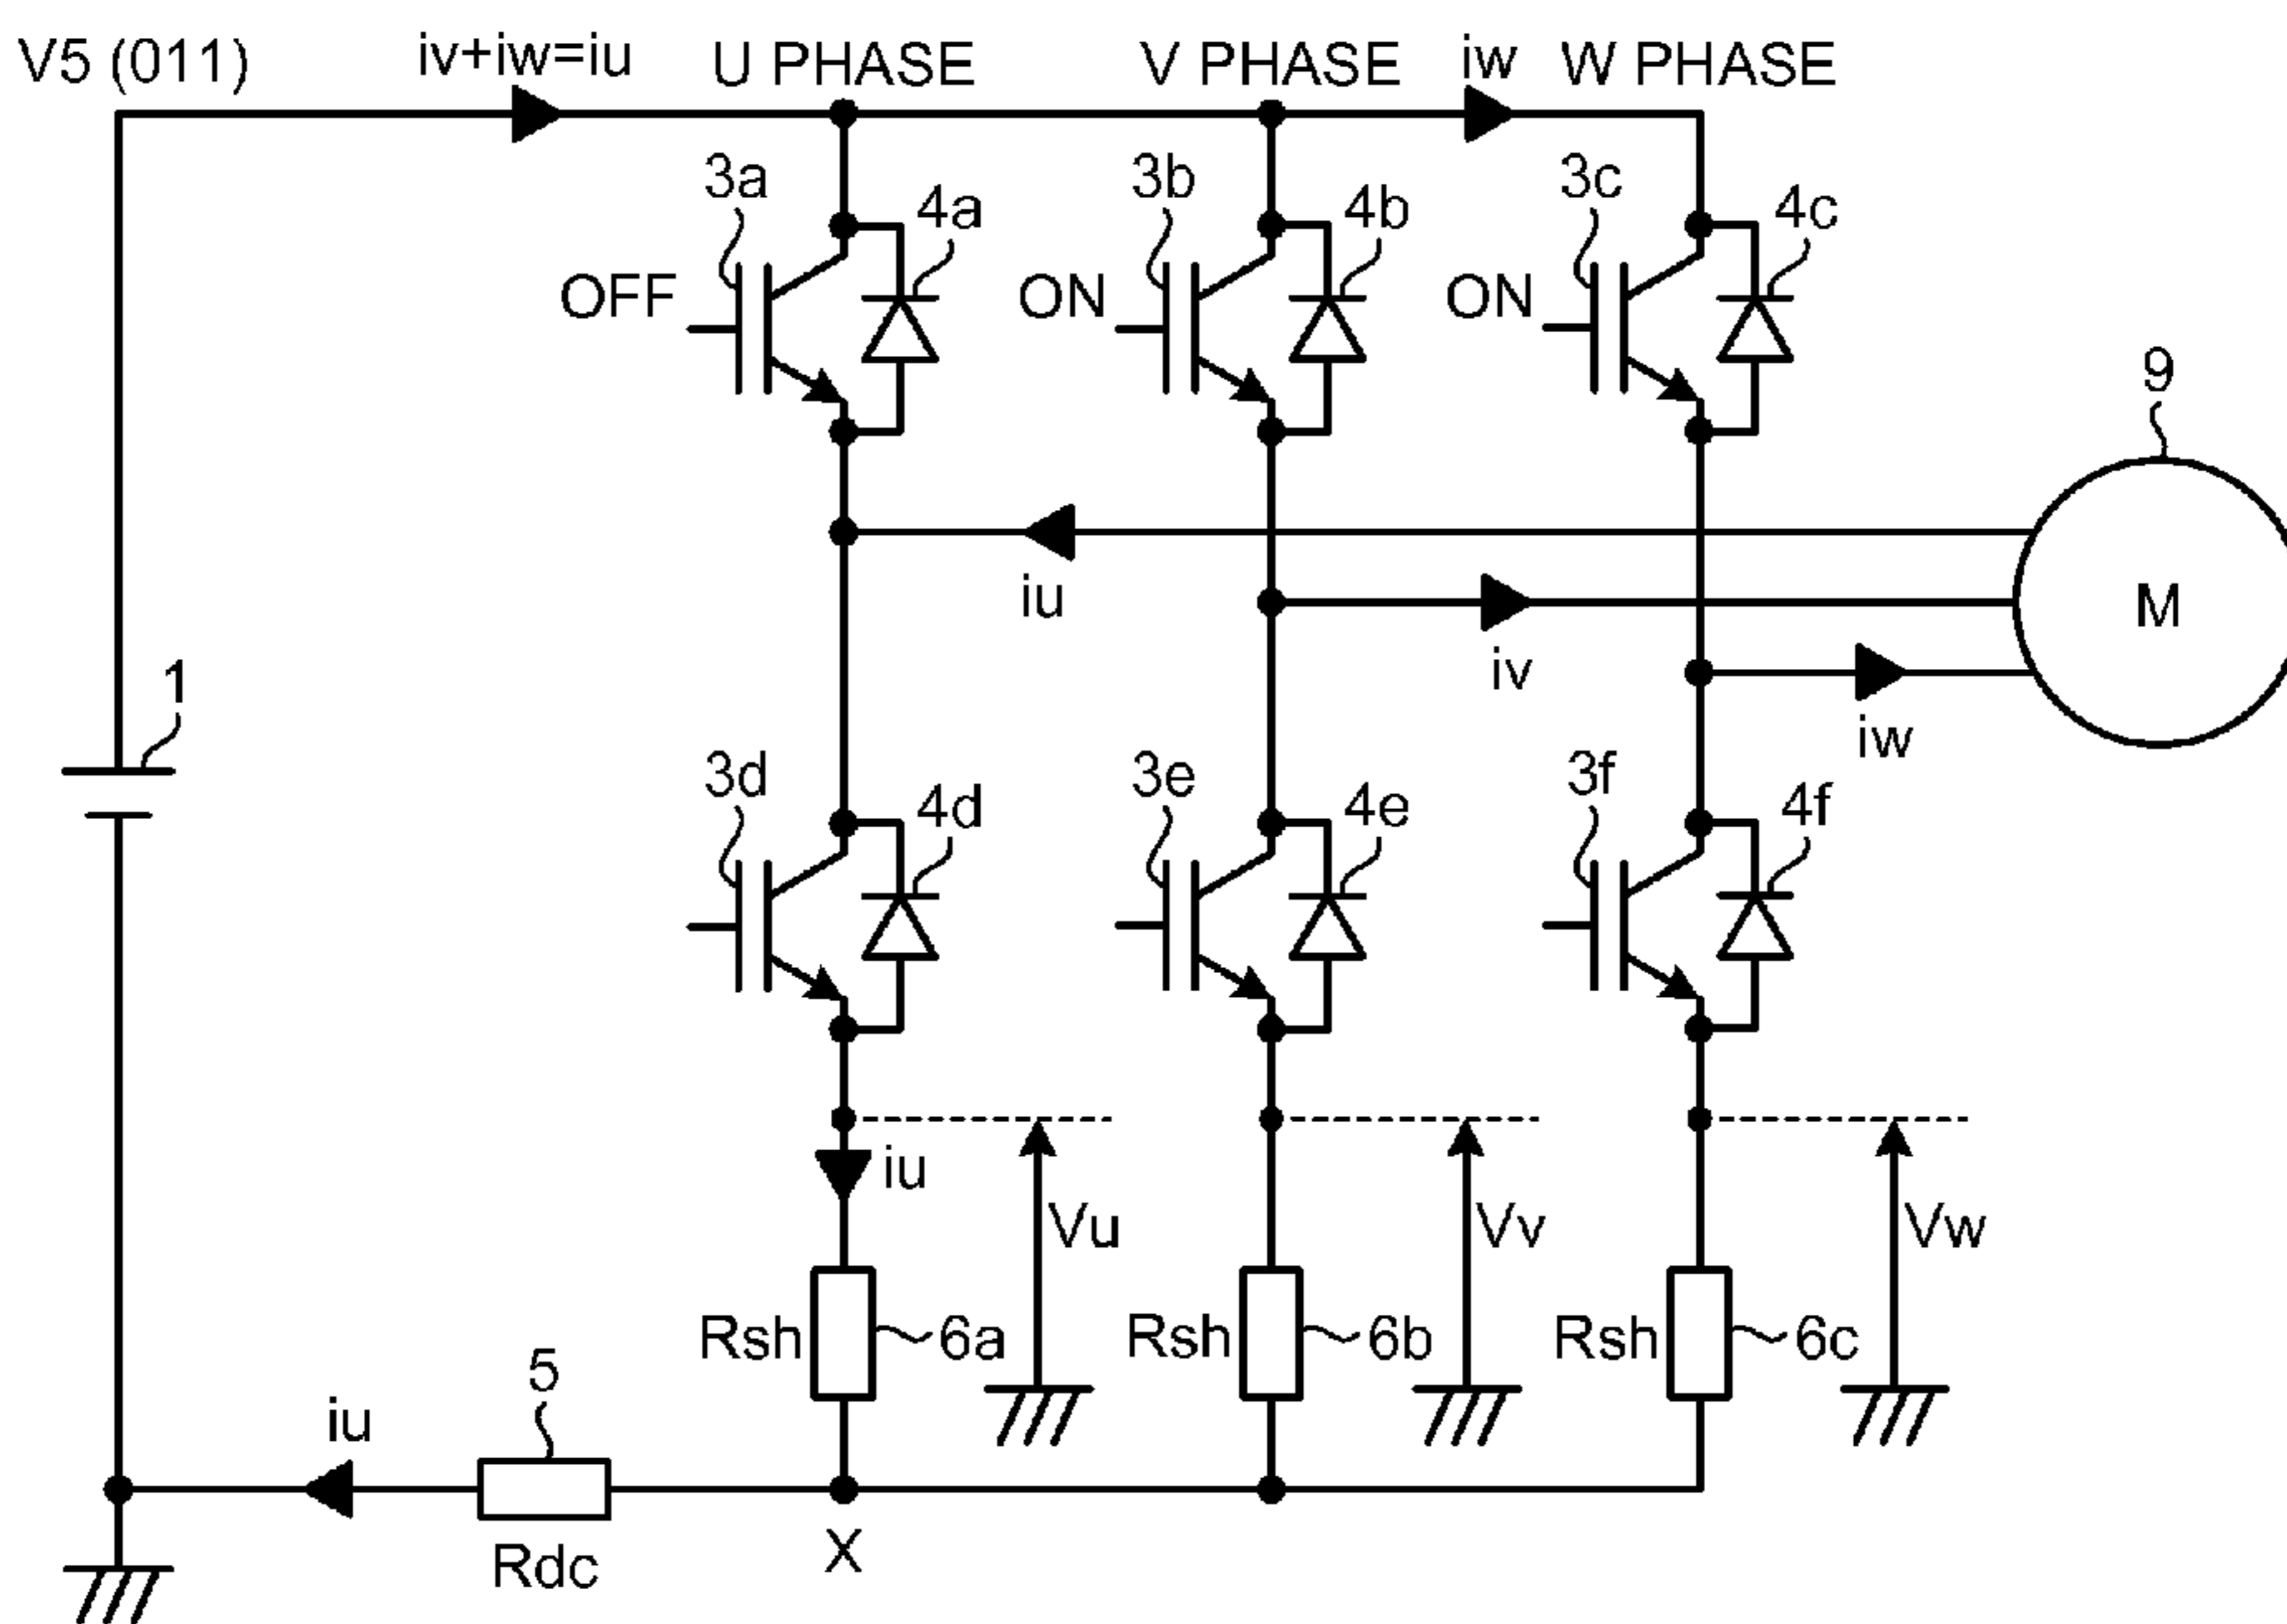 V5 (011)
iv+iw=iu
U PHASE
V PHASE
iw
W PHASE
3a
4a
3b
4b
3c
4c
OFF
ON
ON
9
iu
M
iv
1
iw
3d
4d
3e
4e
3f
4f
iu
Vu
Vv
Vw
Rsh
6a
Rsh
6b
Rsh
6c
5
iu
Rdc
X